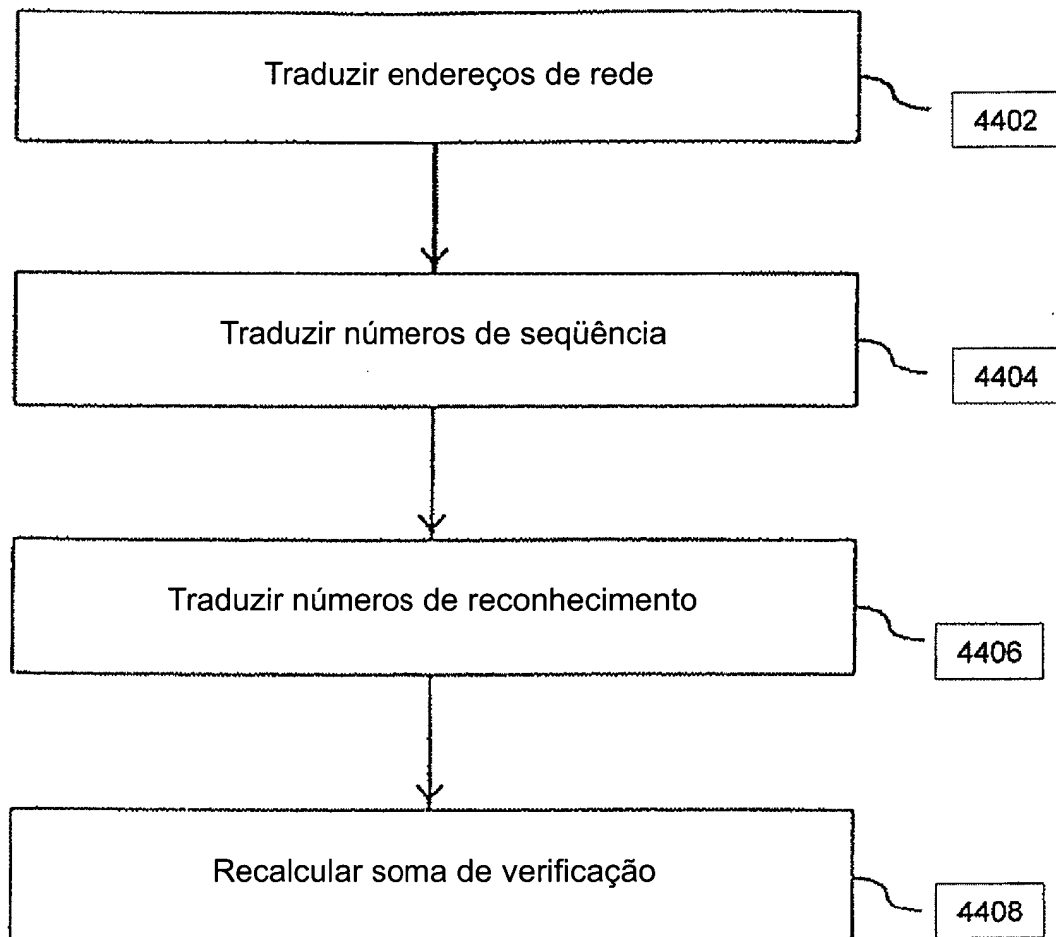 Traduzir endereços de rede
4402
Traduzir números de seqüência
4404
Traduzir números de reconhecimento
4406
Recalcular soma de verificação
4408